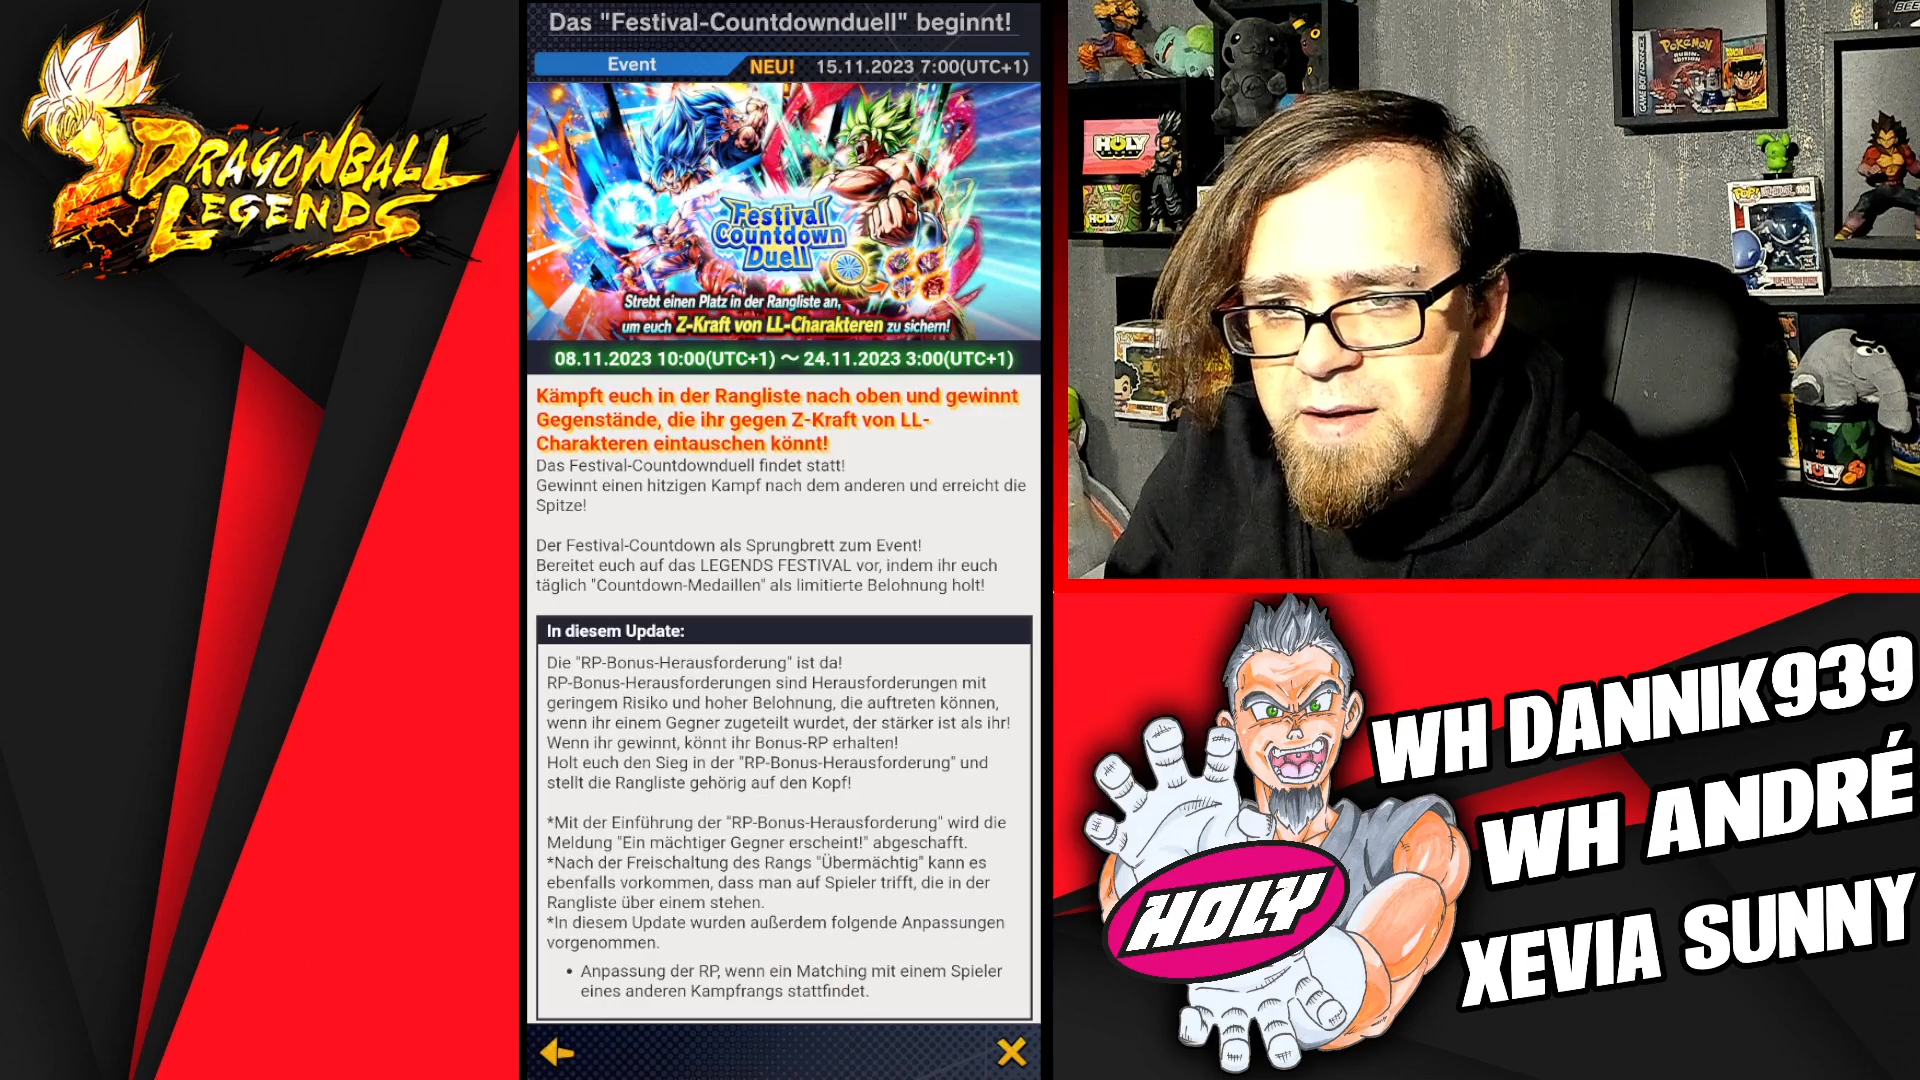 DRAGONBALL
LEGENDS
Das "Festival-Countdownduell" beginnt!
Event
NEU! 15.11.2023 7:00(UTC+1)
Festival
Countdown
Duell
Strebt einen Platz in der Rangliste an,
um euch Z-Kraft von LL-Charakteren zu sichern!
08.11.2023 10:00(UTC+1) ～ 24.11.2023 3:00(UTC+1)
Kämpft euch in der Rangliste nach oben und gewinnt
Gegenstände, die ihr gegen Z-Kraft von LL-
Charakteren eintauschen könnt!
Das Festival-Countdownduell findet statt!
Gewinnt einen hitzigen Kampf nach dem anderen und erreicht die
Spitze!
Der Festival-Countdown als Sprungbrett zum Event!
Bereitet euch auf das LEGENDS FESTIVAL vor, indem ihr euch
täglich "Countdown-Medaillen" als limitierte Belohnung holt!
In diesem Update:
Die "RP-Bonus-Herausforderung" ist da!
RP-Bonus-Herausforderungen sind Herausforderungen mit
geringem Risiko und hoher Belohnung, die auftreten können,
wenn ihr einem Gegner zugeteilt wurdet, der stärker ist als ihr!
Wenn ihr gewinnt, könnt ihr Bonus-RP erhalten!
Holt euch den Sieg in der "RP-Bonus-Herausforderung" und
stellt die Rangliste gehörig auf den Kopf!
*Mit der Einführung der "RP-Bonus-Herausforderung" wird die
Meldung "Ein mächtiger Gegner erscheint!" abgeschafft.
*Nach der Freischaltung des Rangs "Übermächtig" kann es
ebenfalls vorkommen, dass man auf Spieler trifft, die in der
Rangliste über einem stehen.
*In diesem Update wurden außerdem folgende Anpassungen
vorgenommen.
• Anpassung der RP, wenn ein Matching mit einem Spieler
eines anderen Kampfrangs stattfindet.
GAME BOY ADVANCE
POKéMON
RUBIN-
EDITION
HOLY
HOLY
POP!
HOLY
HOLY
WH DANNIK939
WH ANDRÉ
XEVIA SUNNY